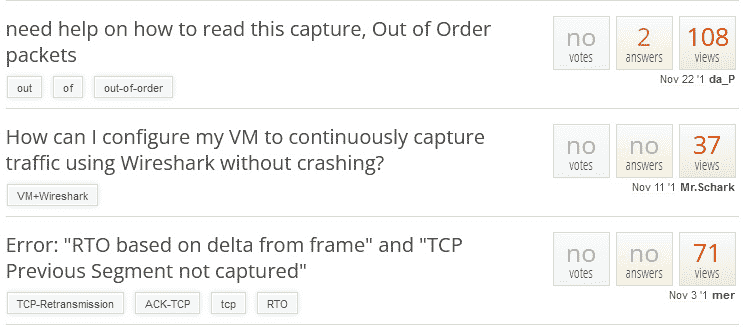 need help on how to read this capture, Out of Order
packets
out of out-of-order
no votes 2 answers 108 views
Nov 22 '1 da_P
How can I configure my VM to continuously capture
traffic using Wireshark without crashing?
VM+Wireshark
no votes no answers 37 views
Nov 11 '1 Mr.Schark
Error: "RTO based on delta from frame" and "TCP
Previous Segment not captured"
TCP-Retransmission ACK-TCP tcp RTO
no votes no answers 71 views
Nov 3 '1 mer